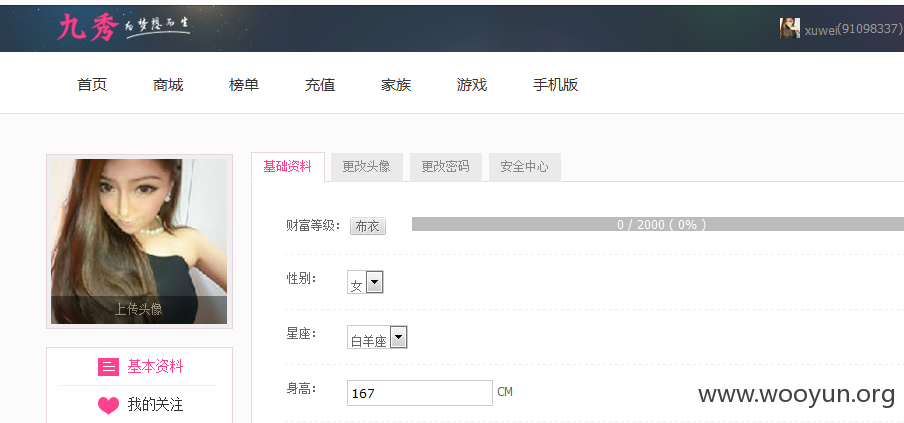 九秀 为梦想而生
xuwei(91098337)
首页 商城 榜单 充值 家族 游戏 手机版
基础资料 更改头像 更改密码 安全中心
财富等级： 布衣 0 / 2000 ( 0% )
性别： 女
上传头像
星座： 白羊座
基本资料
身高： 167 CM
www.wooyun.org
我的关注